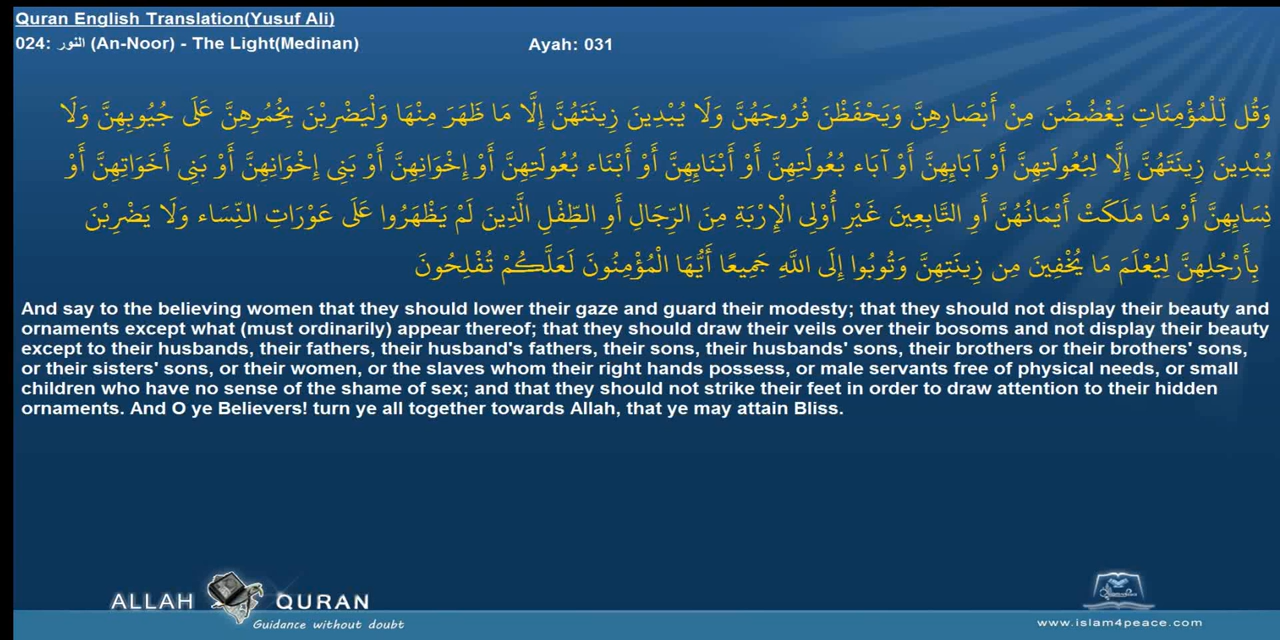 Quran English Translation(Yusuf Ali)
024: النور (An-Noor) - The Light(Medinan)
Ayah: 031
وَقُل لِّلْمُؤْمِنَاتِ يَغْضُضْنَ مِنْ أَبْصَارِهِنَّ وَيَحْفَظْنَ فُرُوجَهُنَّ وَلَا يُبْدِينَ زِينَتَهُنَّ إِلَّا مَا ظَهَرَ مِنْهَا وَلْيَضْرِبْنَ بِخُمُرِهِنَّ عَلَى جُيُوبِهِنَّ وَلَا
يُبْدِينَ زِينَتَهُنَّ إِلَّا لِبُعُولَتِهِنَّ أَوْ آبَايِهِنَّ أَوْ آبَاء بُعُولَتِهِنَّ أَوْ أَبْنَايِهِنَّ أَوْ أَبْنَاء بُعُولَتِهِنَّ أَوْ إِخْوَانِهِنَّ أَوْ بَنِى إِخْوَانِهِنَّ أَوْ بَنِى أَخَوَاتِهِنَّ أَوْ
نِسَايِهِنَّ أَوْ مَا مَلَكَتْ أَيْمَانُهُنَّ أَوِ التَّابِعِينَ غَيْرِ أُوْلِى الْإِرْبَةِ مِنَ الرِّجَالِ أَوِ الطِّفْلِ الَّذِينَ لَمْ يَظْهَرُوا عَلَى عَوْرَاتِ النِّسَاء وَلَا يَضْرِبْنَ
بِأَرْجُلِهِنَّ لِيُعْلَمَ مَا يُخْفِينَ مِن زِينَتِهِنَّ وَتُوبُوا إِلَى اللَّهِ جَمِيعًا أَيُّهَا الْمُؤْمِنُونَ لَعَلَّكُمْ تُفْلِحُونَ
And say to the believing women that they should lower their gaze and guard their modesty; that they should not display their beauty and
ornaments except what (must ordinarily) appear thereof; that they should draw their veils over their bosoms and not display their beauty
except to their husbands, their fathers, their husband's fathers, their sons, their husbands' sons, their brothers or their brothers' sons,
or their sisters' sons, or their women, or the slaves whom their right hands possess, or male servants free of physical needs, or small
children who have no sense of the shame of sex; and that they should not strike their feet in order to draw attention to their hidden
ornaments. And O ye Believers! turn ye all together towards Allah, that ye may attain Bliss.
ALLAH QURAN
Guidance without doubt
www.islam4peace.com